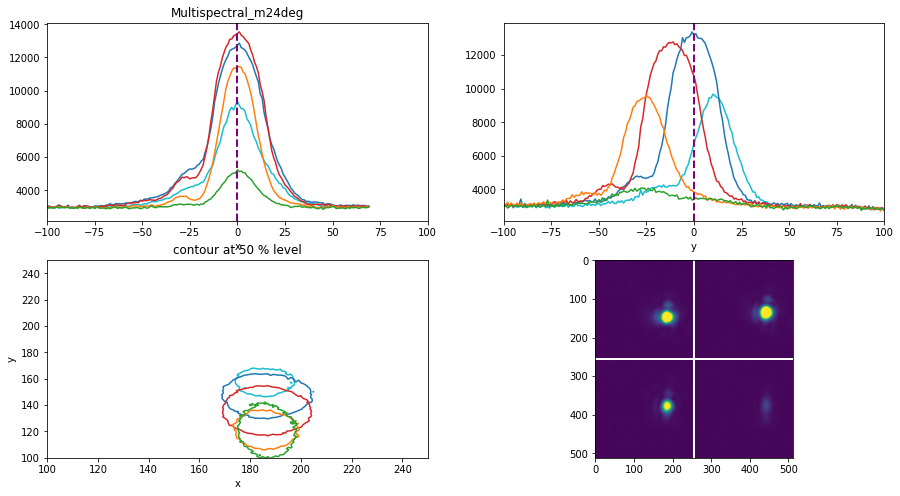 Multispectral_m24deg
14000
12000
10000
8000
6000
4000
−100 −75 −50 −25 0 25 50 75 100
x
12000
10000
8000
6000
4000
−100 −75 −50 −25 0 25 50 75 100
y
contour at 50 % level
240
220
200
180
160
140
120
100
100 120 140 160 180 200 220 240
x
y
0
100
200
300
400
500
0 100 200 300 400 500